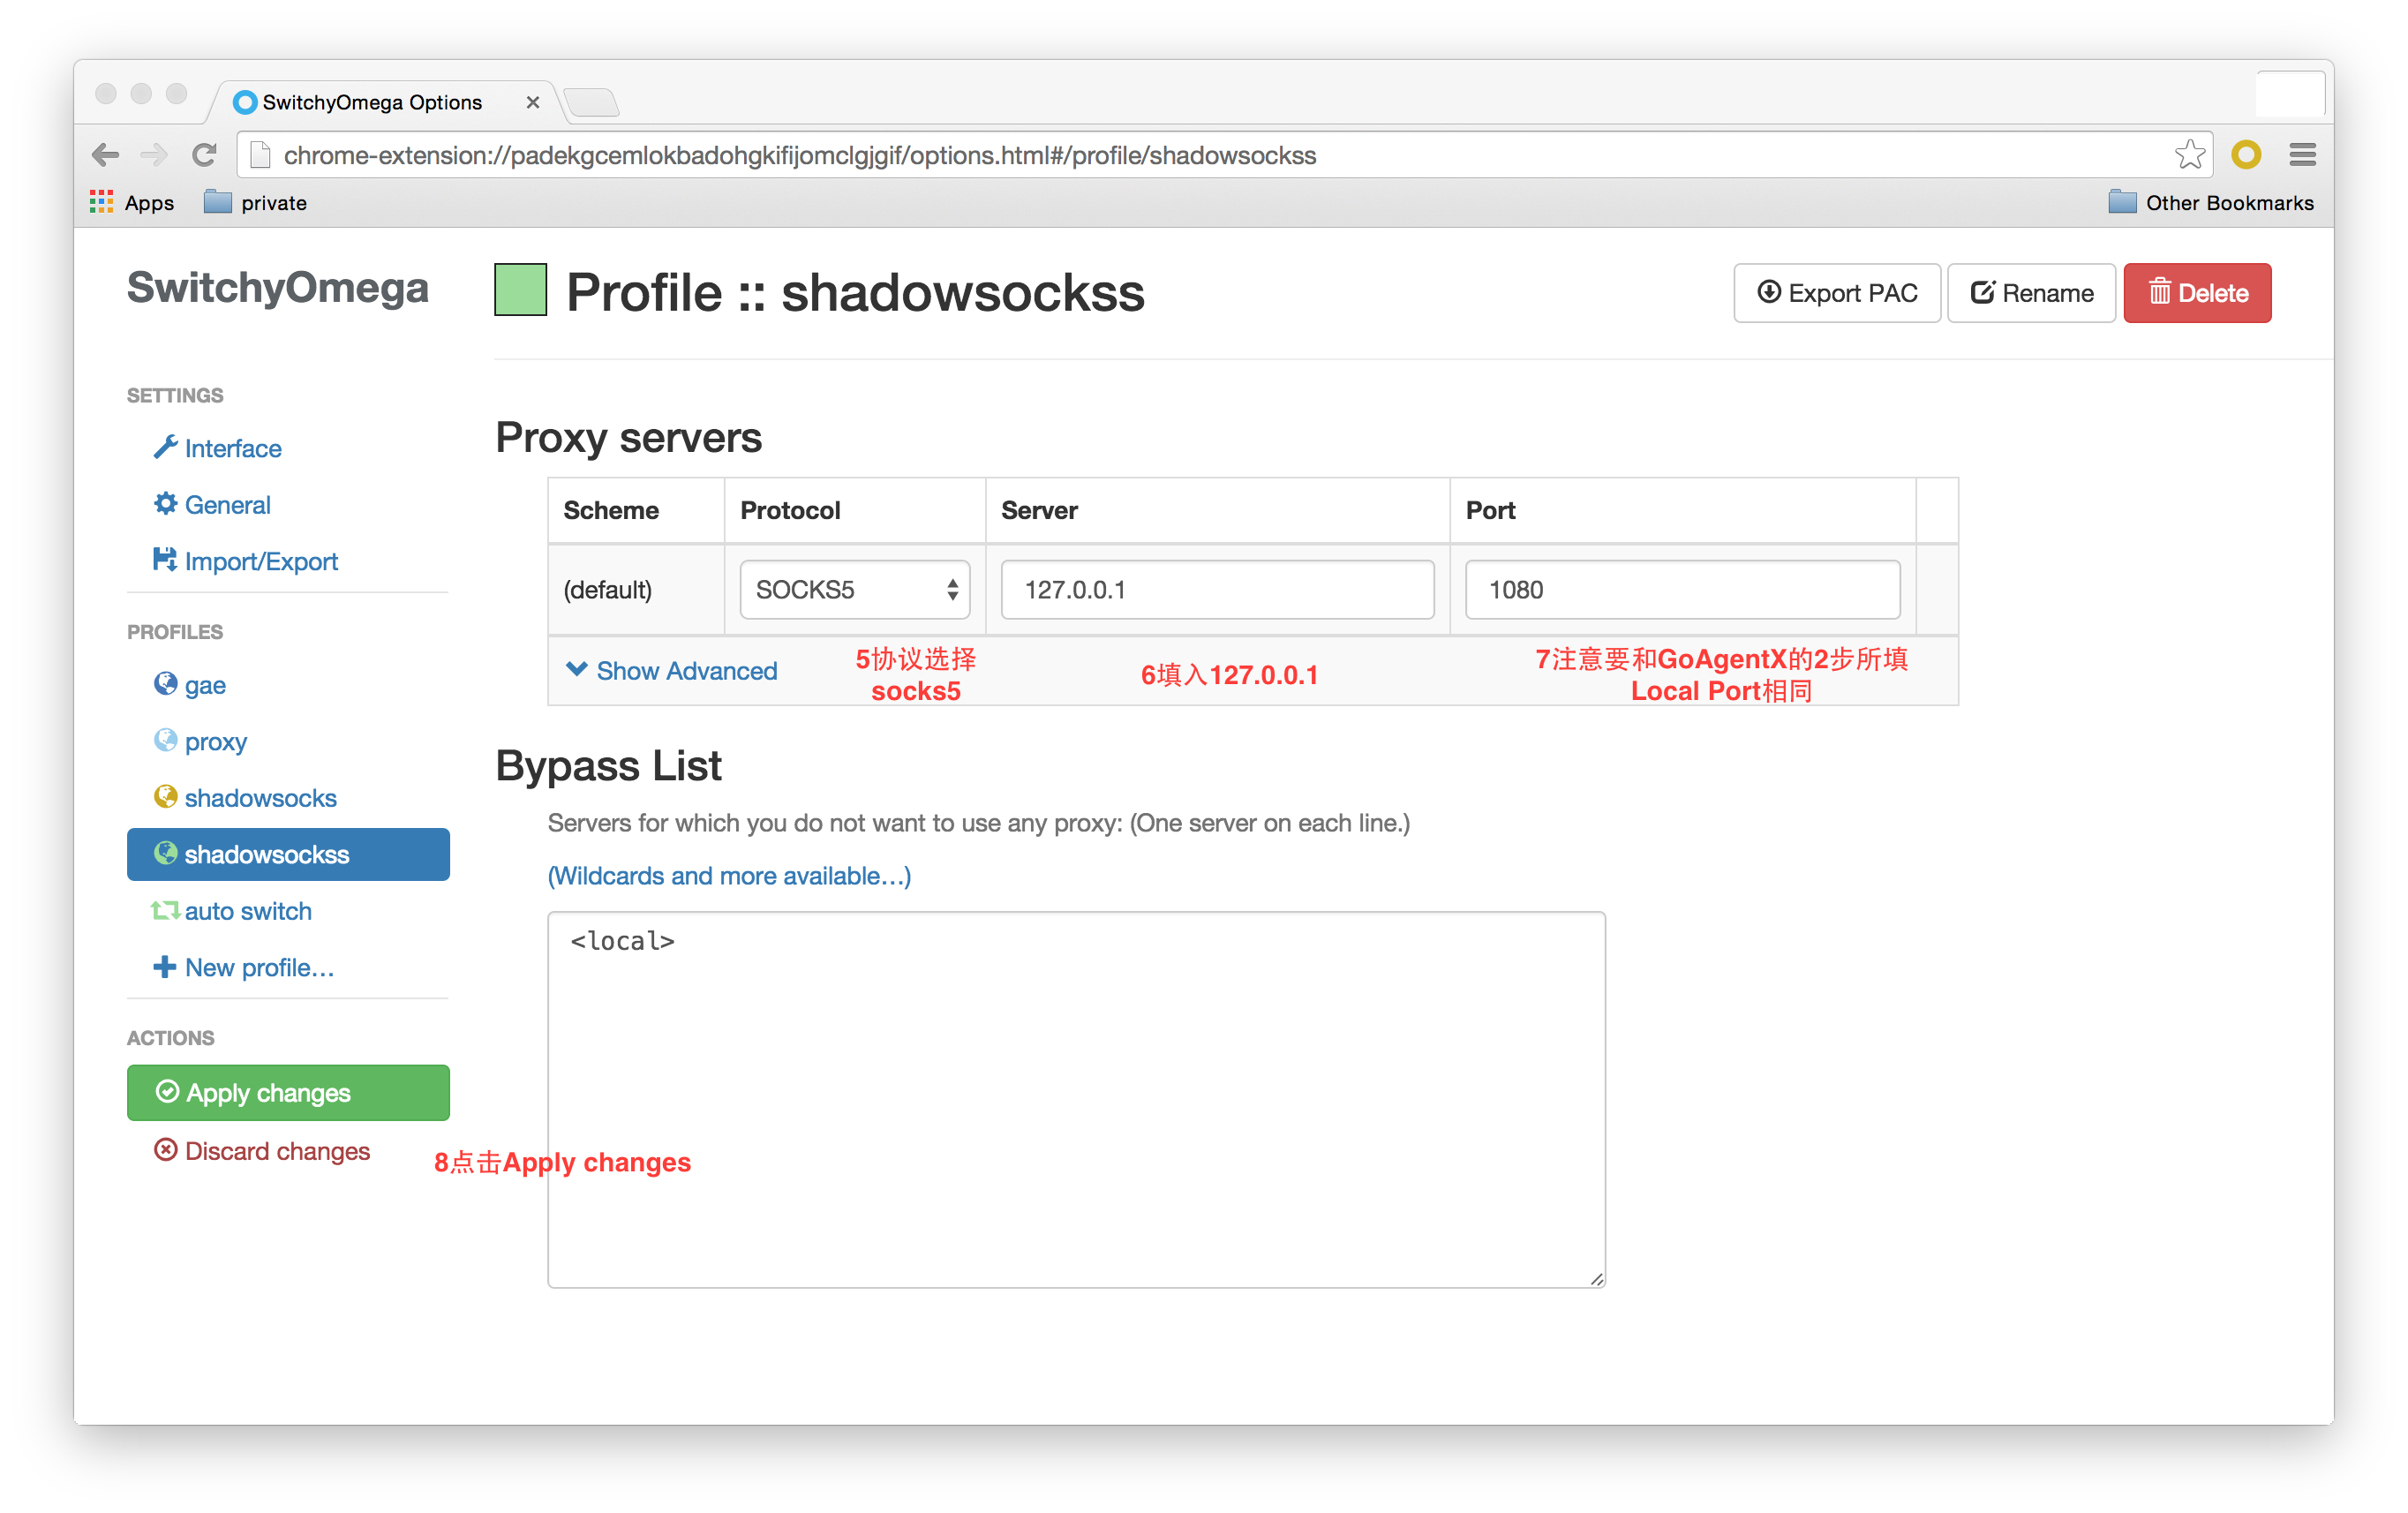 SwitchyOmega Options
chrome-extension://padekgcemlokbadohgkifijomclgjgif/options.html#/profile/shadowsockss
Apps
private
Other Bookmarks
SwitchyOmega
Profile :: shadowsockss
Export PAC
Rename
Delete
SETTINGS
Interface
General
Import/Export
PROFILES
gae
proxy
shadowsocks
shadowsockss
auto switch
New profile...
ACTIONS
Apply changes
Discard changes
Proxy servers
Scheme Protocol Server Port
(default) SOCKS5 127.0.0.1 1080
Show Advanced
5协议选择
socks5
6填入127.0.0.1
7注意要和GoAgentX的2步所填
Local Port相同
Bypass List
Servers for which you do not want to use any proxy: (One server on each line.)
(Wildcards and more available...)
<local>
8点击Apply changes